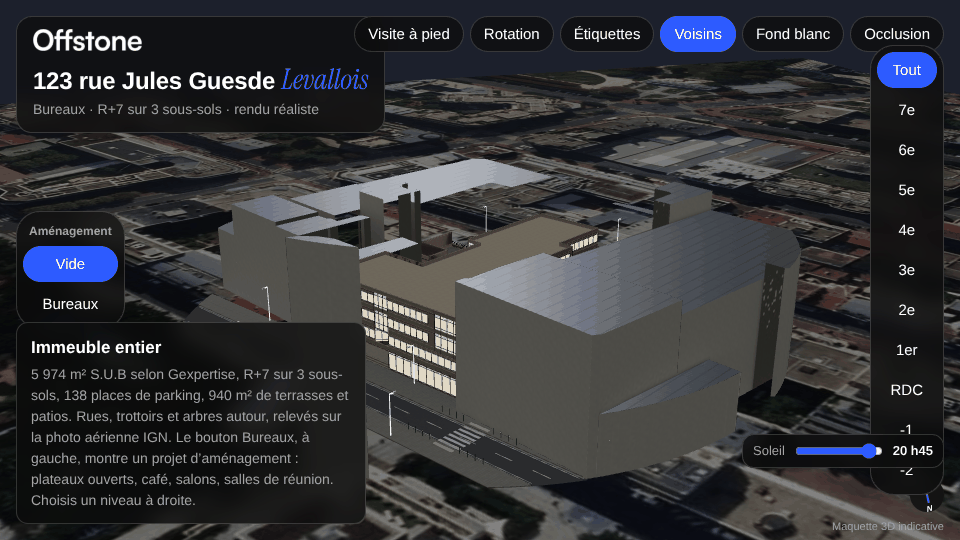 Offstone
123 rue Jules Guesde Levallois
Bureaux · R+7 sur 3 sous-sols · rendu réaliste
Visite à pied
Rotation
Étiquettes
Voisins
Fond blanc
Occlusion
Tout
7e
6e
5e
4e
3e
2e
1er
RDC
-1
-2
Aménagement
Vide
Bureaux
Immeuble entier
5 974 m² S.U.B selon Gexpertise, R+7 sur 3 sous-
sols, 138 places de parking, 940 m² de terrasses et
patios. Rues, trottoirs et arbres autour, relevés sur
la photo aérienne IGN. Le bouton Bureaux, à
gauche, montre un projet d'aménagement :
plateaux ouverts, café, salons, salles de réunion.
Choisis un niveau à droite.
Soleil 20 h45
N
Maquette 3D indicative